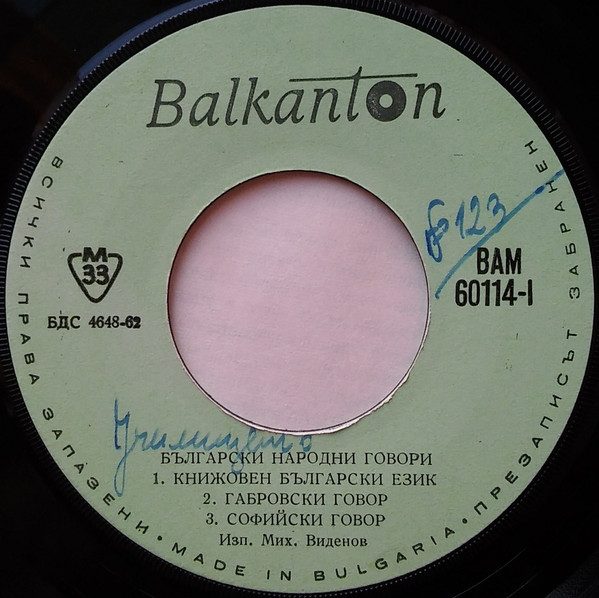 Balkanton
ВСИЧКИ ПРАВА ЗАПАЗЕНИ • MADE IN BULGARIA • ПРЕЗАПИСЪТ ЗАБРАНЕН
123
М
33
БДС 4648-62
ВАМ
60114-I
Училището
БЪЛГАРСКИ НАРОДНИ ГОВОРИ
1. КНИЖОВЕН БЪЛГАРСКИ ЕЗИК
2. ГАБРОВСКИ ГОВОР
3. СОФИЙСКИ ГОВОР
Изп. Мих. Виденов